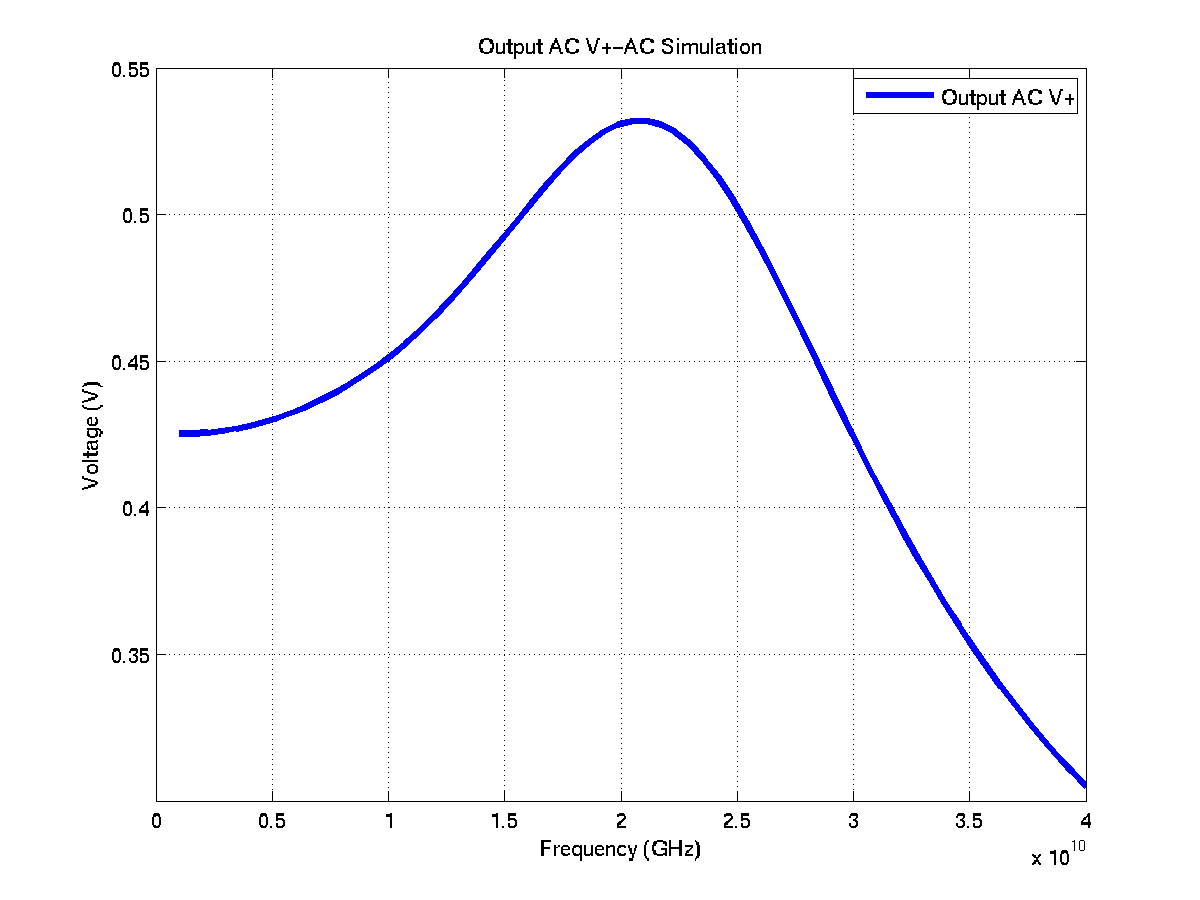 Output AC V+−AC Simulation
Output AC V+
0.55
0.5
0.45
0.4
0.35
Voltage (V)
0 0.5 1 1.5 2 2.5 3 3.5 4
Frequency (GHz)
x 10^10